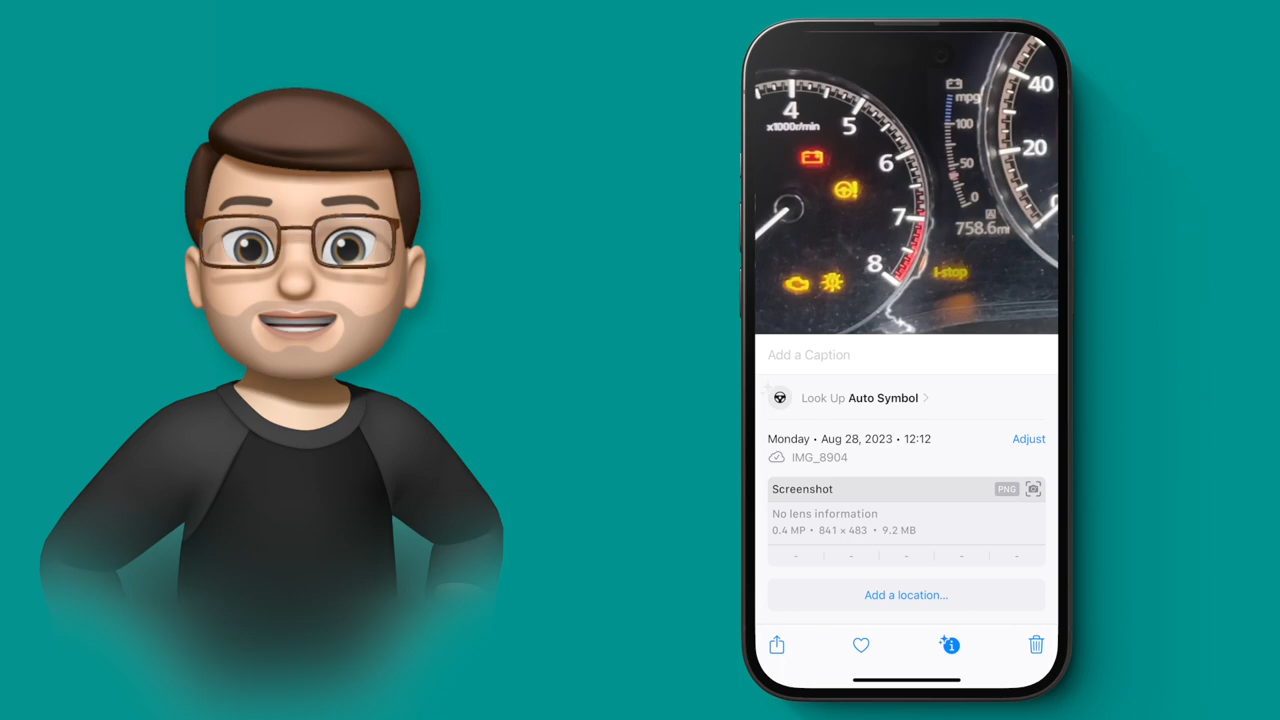 4
x1000r/min
5
6
7
8
mpg
100
50
0
758.6mi
40
20
0
i-stop
Add a Caption
Look Up Auto Symbol
Monday • Aug 28, 2023 • 12:12
Adjust
IMG_8904
Screenshot
PNG
No lens information
0.4 MP • 841 × 483 • 9.2 MB
- - - - -
Add a location...